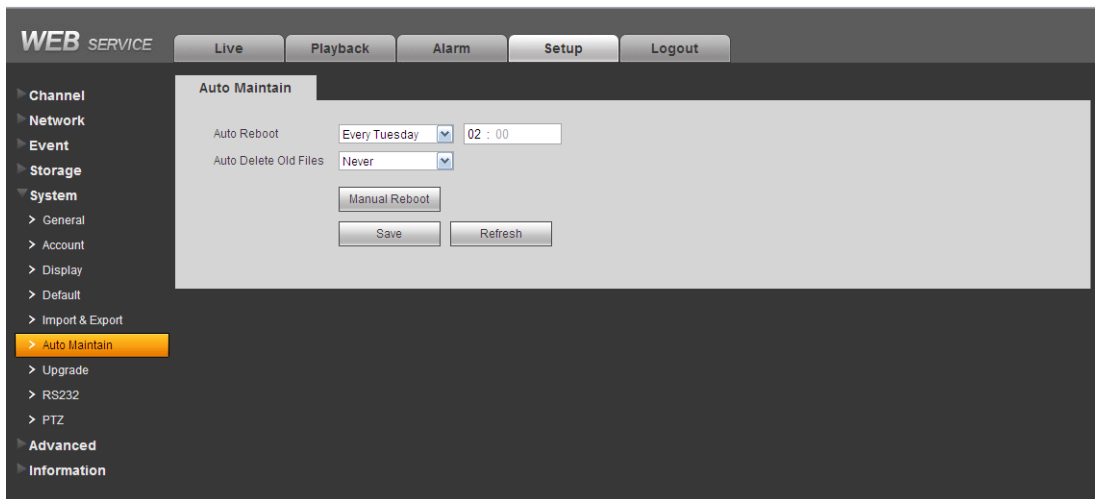 WEB SERVICE
Live
Playback
Alarm
Setup
Logout
Channel
Network
Event
Storage
System
> General
> Account
> Display
> Default
> Import & Export
> Auto Maintain
> Upgrade
> RS232
> PTZ
Advanced
Information
Auto Maintain
Auto Reboot Every Tuesday 02 : 00
Auto Delete Old Files Never
Manual Reboot
Save Refresh